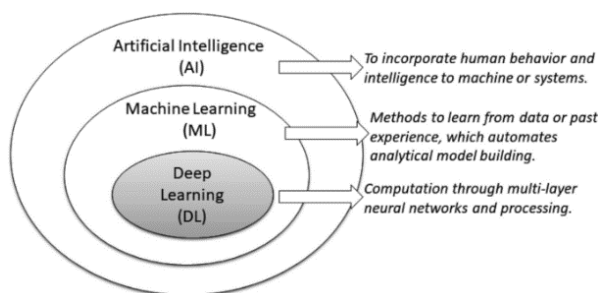 Artificial Intelligence
(AI)
To incorporate human behavior and
intelligence to machine or systems.
Machine Learning
(ML)
Methods to learn from data or past
experience, which automates
analytical model building.
Deep
Learning
(DL)
Computation through multi-layer
neural networks and processing.